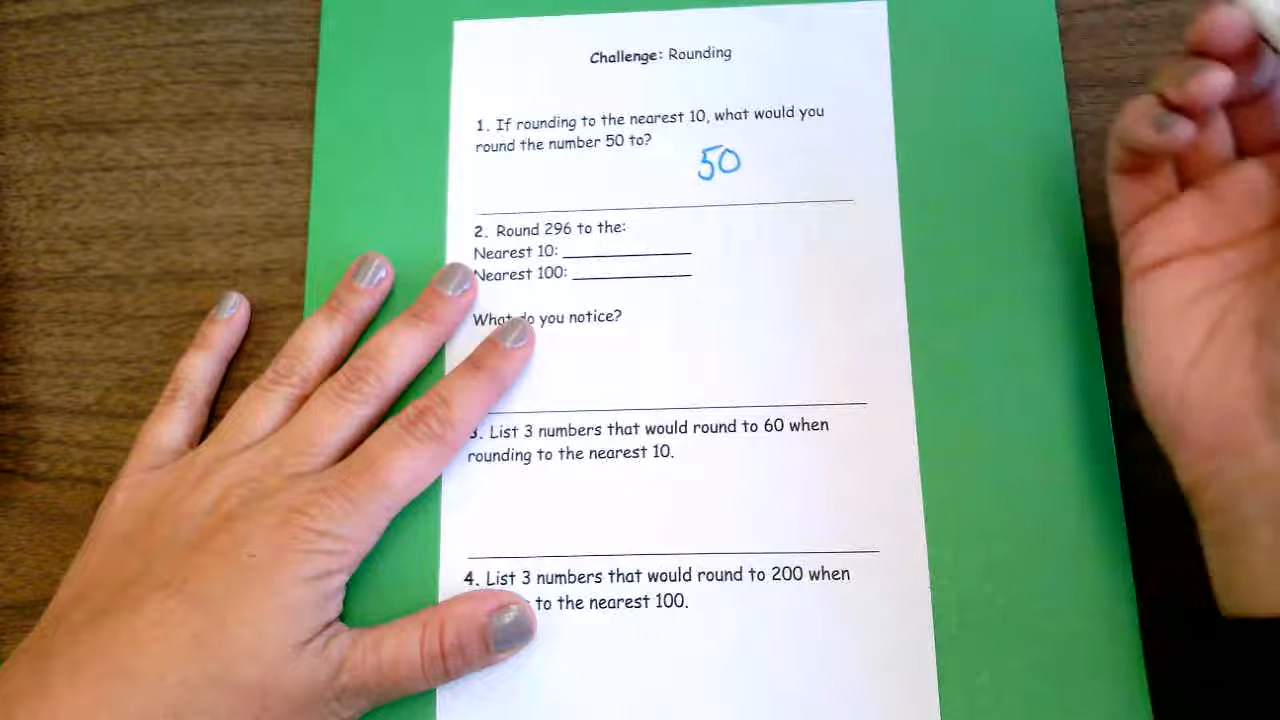 Challenge: Rounding
1. If rounding to the nearest 10, what would you
round the number 50 to?
50
2. Round 296 to the:
Nearest 10:
Nearest 100:
What do you notice?
3. List 3 numbers that would round to 60 when
rounding to the nearest 10.
4. List 3 numbers that would round to 200 when
to the nearest 100.